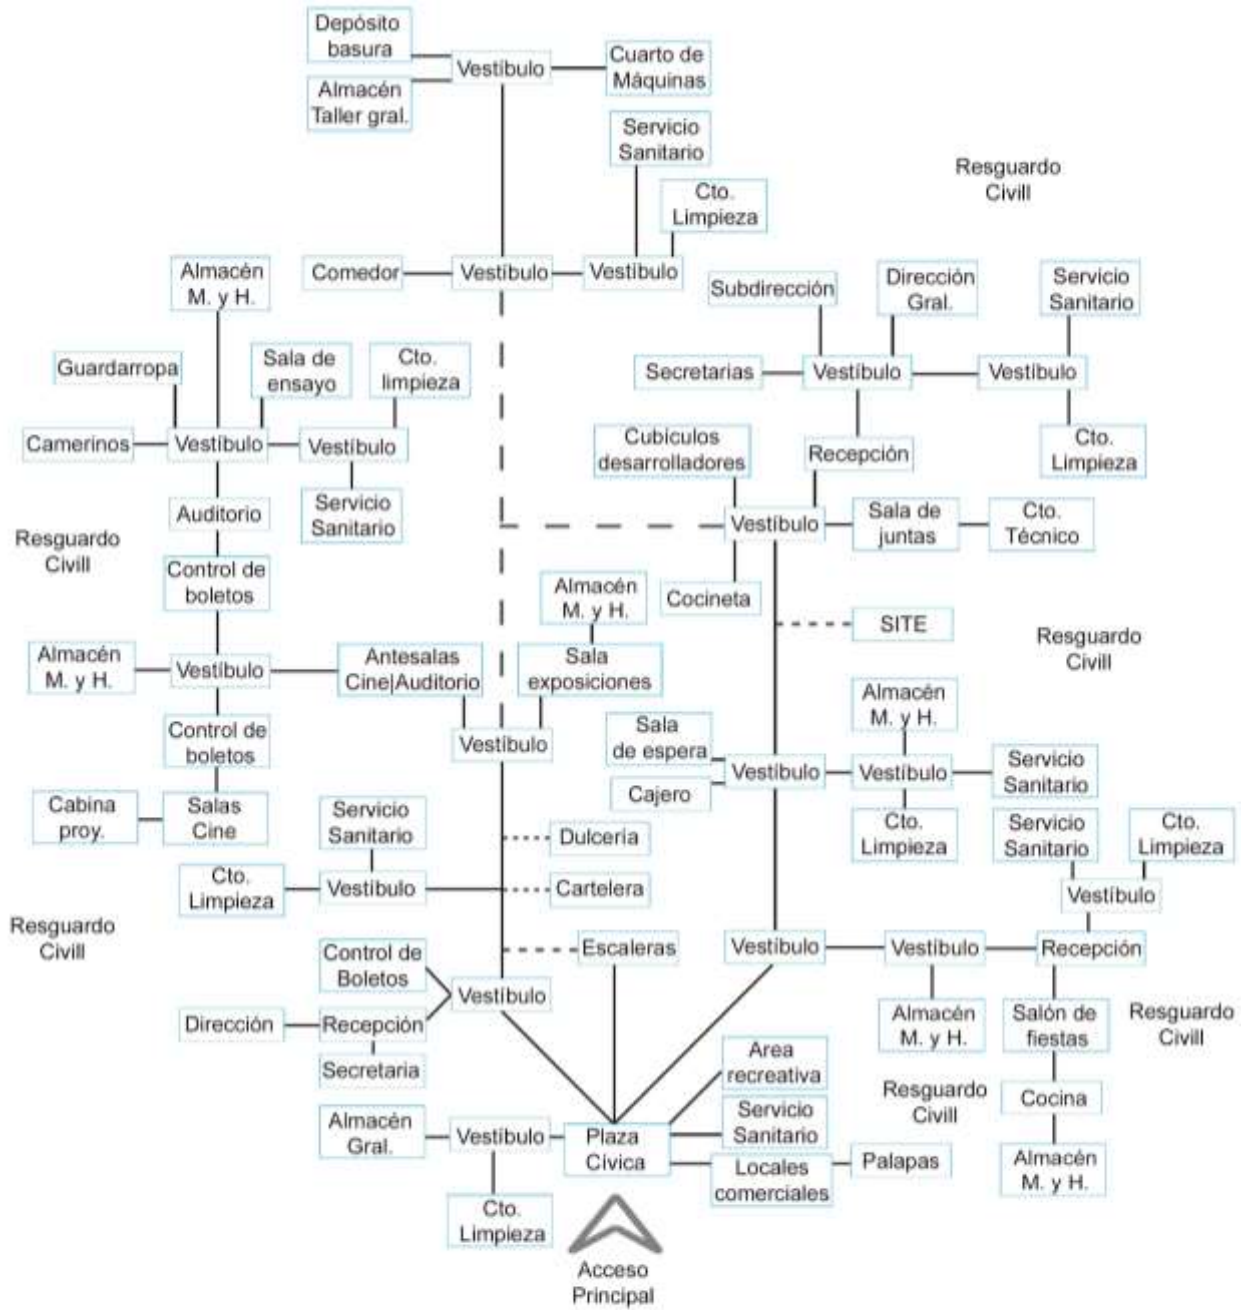 Depósito
basura
Vestíbulo
Cuarto de
Máquinas
Almacén
Taller gral.
Servicio
Sanitario
Resguardo
Civill
Cto.
Limpieza
Comedor
Vestíbulo
Vestíbulo
Almacén
M. y H.
Subdirección
Dirección
Gral.
Servicio
Sanitario
Guardarropa
Sala de
ensayo
Cto.
limpieza
Secretarias
Vestíbulo
Vestíbulo
Camerinos
Vestíbulo
Vestíbulo
Cubículos
desarrolladores
Recepción
Cto.
Limpieza
Auditorio
Servicio
Sanitario
Vestíbulo
Sala de
juntas
Cto.
Técnico
Resguardo
Civill
Control de
boletos
Almacén
M. y H.
Cocineta
SITE
Resguardo
Civill
Almacén
M. y H.
Vestíbulo
Antesalas
Cine|Auditorio
Sala
exposiciones
Almacén
M. y H.
Control de
boletos
Vestíbulo
Sala
de espera
Vestíbulo
Vestíbulo
Servicio
Sanitario
Cajero
Cabina
proy.
Salas
Cine
Servicio
Sanitario
Dulcería
Cto.
Limpieza
Servicio
Sanitario
Cto.
Limpieza
Cto.
Limpieza
Vestíbulo
Cartelera
Vestíbulo
Resguardo
Civill
Control de
Boletos
Escaleras
Vestíbulo
Vestíbulo
Recepción
Vestíbulo
Dirección
Recepción
Almacén
M. y H.
Salón de
fiestas
Resguardo
Civill
Secretaria
Area
recreativa
Resguardo
Civill
Cocina
Almacén
Gral.
Vestíbulo
Plaza
Cívica
Servicio
Sanitario
Locales
comerciales
Palapas
Almacén
M. y H.
Cto.
Limpieza
Acceso
Principal